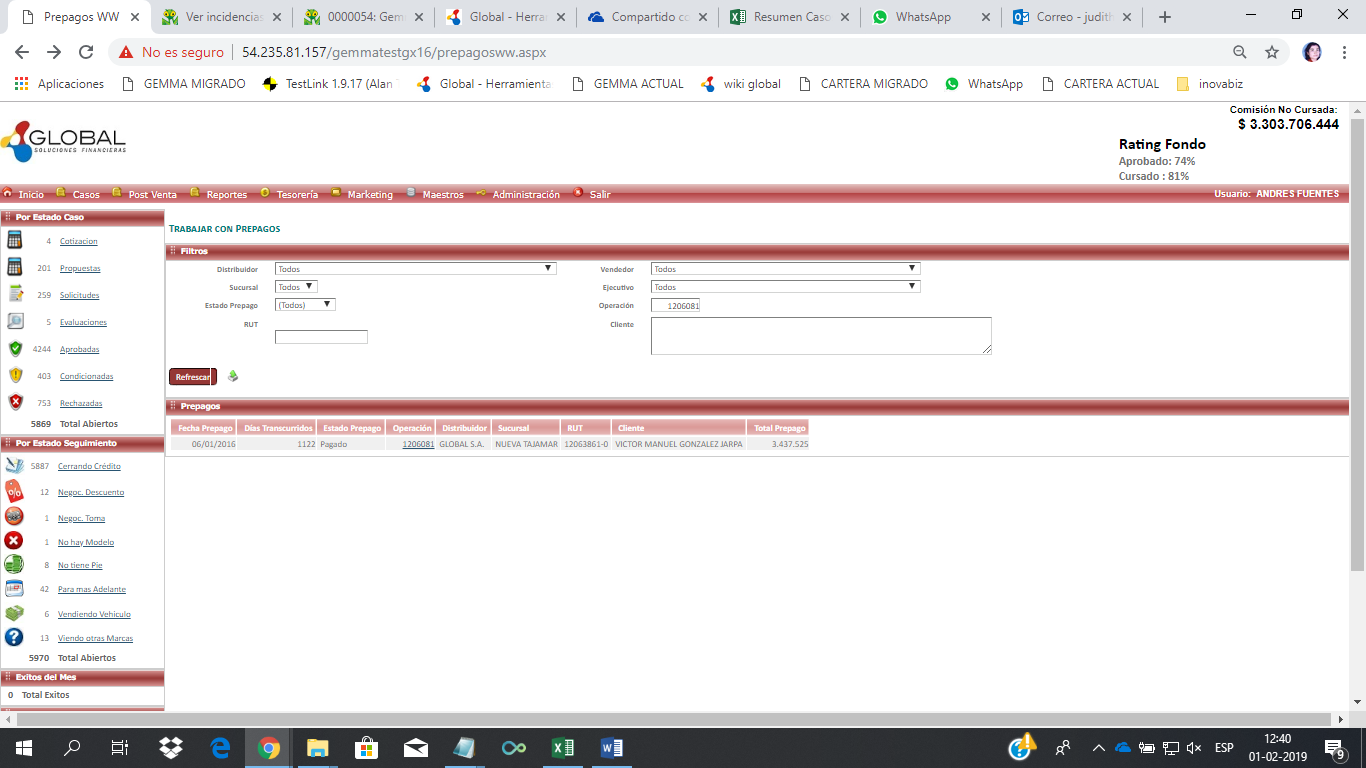 Prepagos WW
Ver incidencias
0000054: Gem
Global - Herra
Compartido co
Resumen Caso
WhatsApp
Correo - judith
No es seguro
54.235.81.157/gemmatestgx16/prepagosww.aspx
Aplicaciones
GEMMA MIGRADO
TestLink 1.9.17 (Alan
Global - Herramienta
GEMMA ACTUAL
wiki global
CARTERA MIGRADO
WhatsApp
CARTERA ACTUAL
inovabiz
Comisión No Cursada:
$ 3.303.706.444
GLOBAL
SOLUCIONES FINANCIERAS
Rating Fondo
Aprobado: 74%
Cursado : 81%
Inicio Casos Post Venta Reportes Tesorería Marketing Maestros Administración Salir
Usuario: ANDRES FUENTES
Por Estado Caso
4 Cotizacion
201 Propuestas
259 Solicitudes
5 Evaluaciones
4244 Aprobadas
403 Condicionadas
753 Rechazadas
5869 Total Abiertos
Por Estado Seguimiento
5887 Cerrando Crédito
12 Negoc. Descuento
1 Negoc. Toma
1 No hay Modelo
8 No tiene Pie
42 Para mas Adelante
6 Vendiendo Vehículo
13 Viendo otras Marcas
5970 Total Abiertos
Exitos del Mes
0 Total Exitos
TRABAJAR CON PREPAGOS
Filtros
Distribuidor Todos Vendedor Todos
Sucursal Todos Ejecutivo Todos
Estado Prepago (Todos) Operación 1206081
RUT Cliente
Refrescar
Prepagos
Fecha Prepago Días Transcurridos Estado Prepago Operación Distribuidor Sucursal RUT Cliente Total Prepago
06/01/2016 1122 Pagado 1206081 GLOBAL S.A. NUEVA TAJAMAR 12063861-0 VICTOR MANUEL GONZALEZ JARPA 3.437.525
ESP
12:40
01-02-2019
9